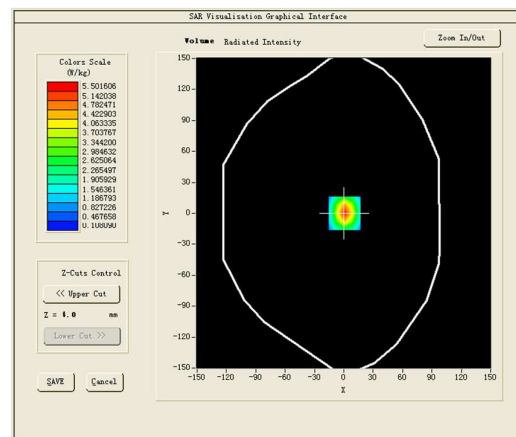 SAR Visualisation Graphical Interface
Volume Radiated Intensity
Zoom In/Out
Colors Scale
(W/kg)
5.501606
5.142038
4.782471
4.422903
4.063335
3.703767
3.344200
2.984632
2.625064
2.265497
1.905929
1.546361
1.186793
0.827226
0.467658
0.108090
Z-Cuts Control
<< Upper Cut
Z = 4.0 mm
Lower Cut >>
SAVE Cancel
Y
150
120
90
60
30
0
-30
-60
-90
-120
-150
-150 -120 -90 -60 -30 0 30 60 90 120 150
X